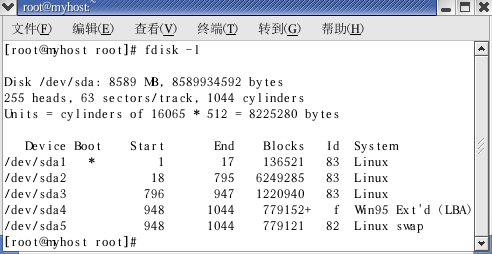 root@myhost:~
文件(F) 编辑(E) 查看(V) 终端(T) 转到(G) 帮助(H)
[root@myhost root]# fdisk -l
Disk /dev/sda: 8589 MB, 8589934592 bytes
255 heads, 63 sectors/track, 1044 cylinders
Units = cylinders of 16065 * 512 = 8225280 bytes
Device Boot Start End Blocks Id System
/dev/sda1 * 1 17 136521 83 Linux
/dev/sda2 18 795 6249285 83 Linux
/dev/sda3 796 947 1220940 83 Linux
/dev/sda4 948 1044 779152+ f Win95 Ext'd (LBA)
/dev/sda5 948 1044 779121 82 Linux swap
[root@myhost root]#